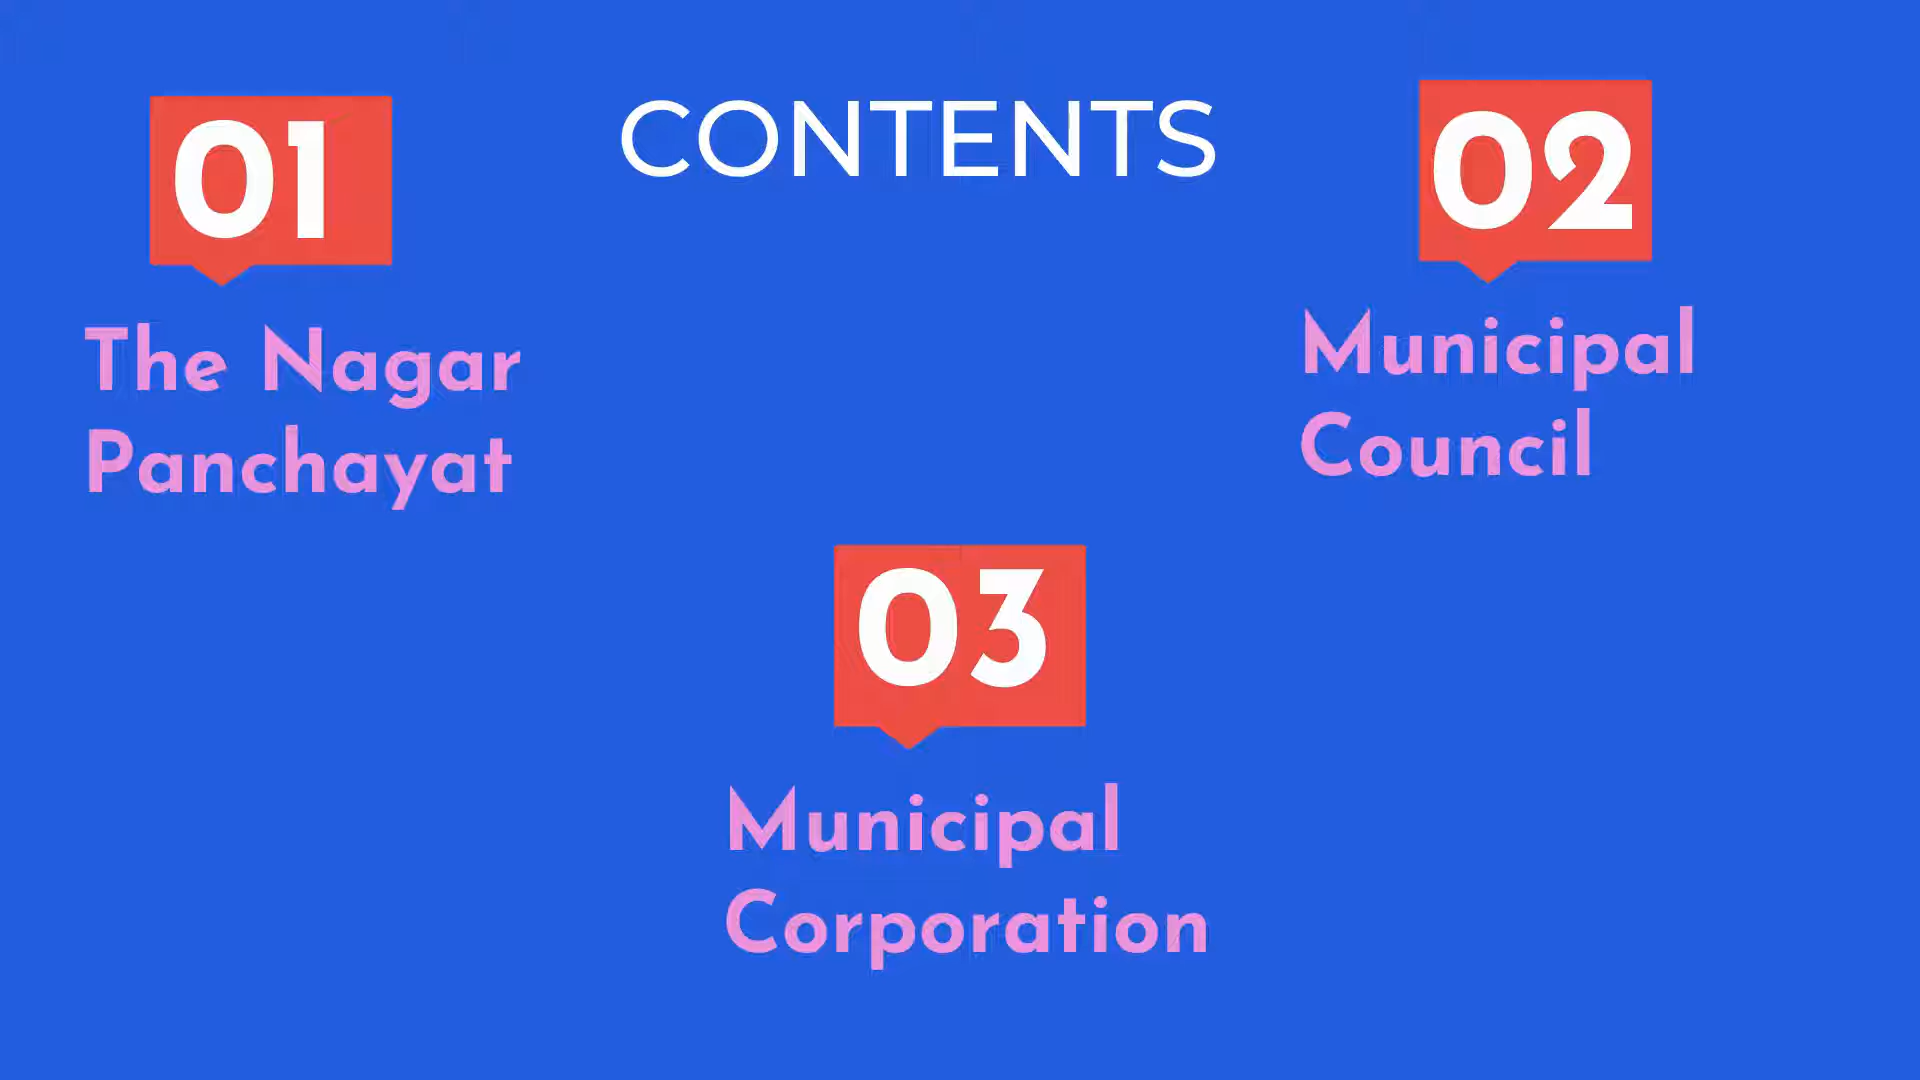 CONTENTS
01
The Nagar
Panchayat
02
Municipal
Council
03
Municipal
Corporation